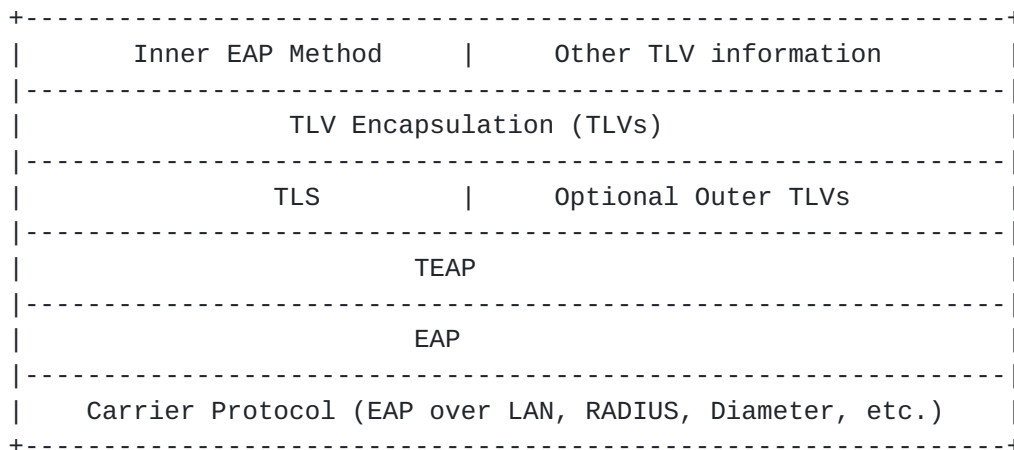 +---------------------------------------------------------------+
|       Inner EAP Method     |     Other TLV information        |
|---------------------------------------------------------------|
|                 TLV Encapsulation (TLVs)                      |
|---------------------------------------------------------------|
|                TLS         |     Optional Outer TLVs          |
|---------------------------------------------------------------|
|                         TEAP                                  |
|---------------------------------------------------------------|
|                         EAP                                   |
|---------------------------------------------------------------|
|    Carrier Protocol (EAP over LAN, RADIUS, Diameter, etc.)    |
+---------------------------------------------------------------+